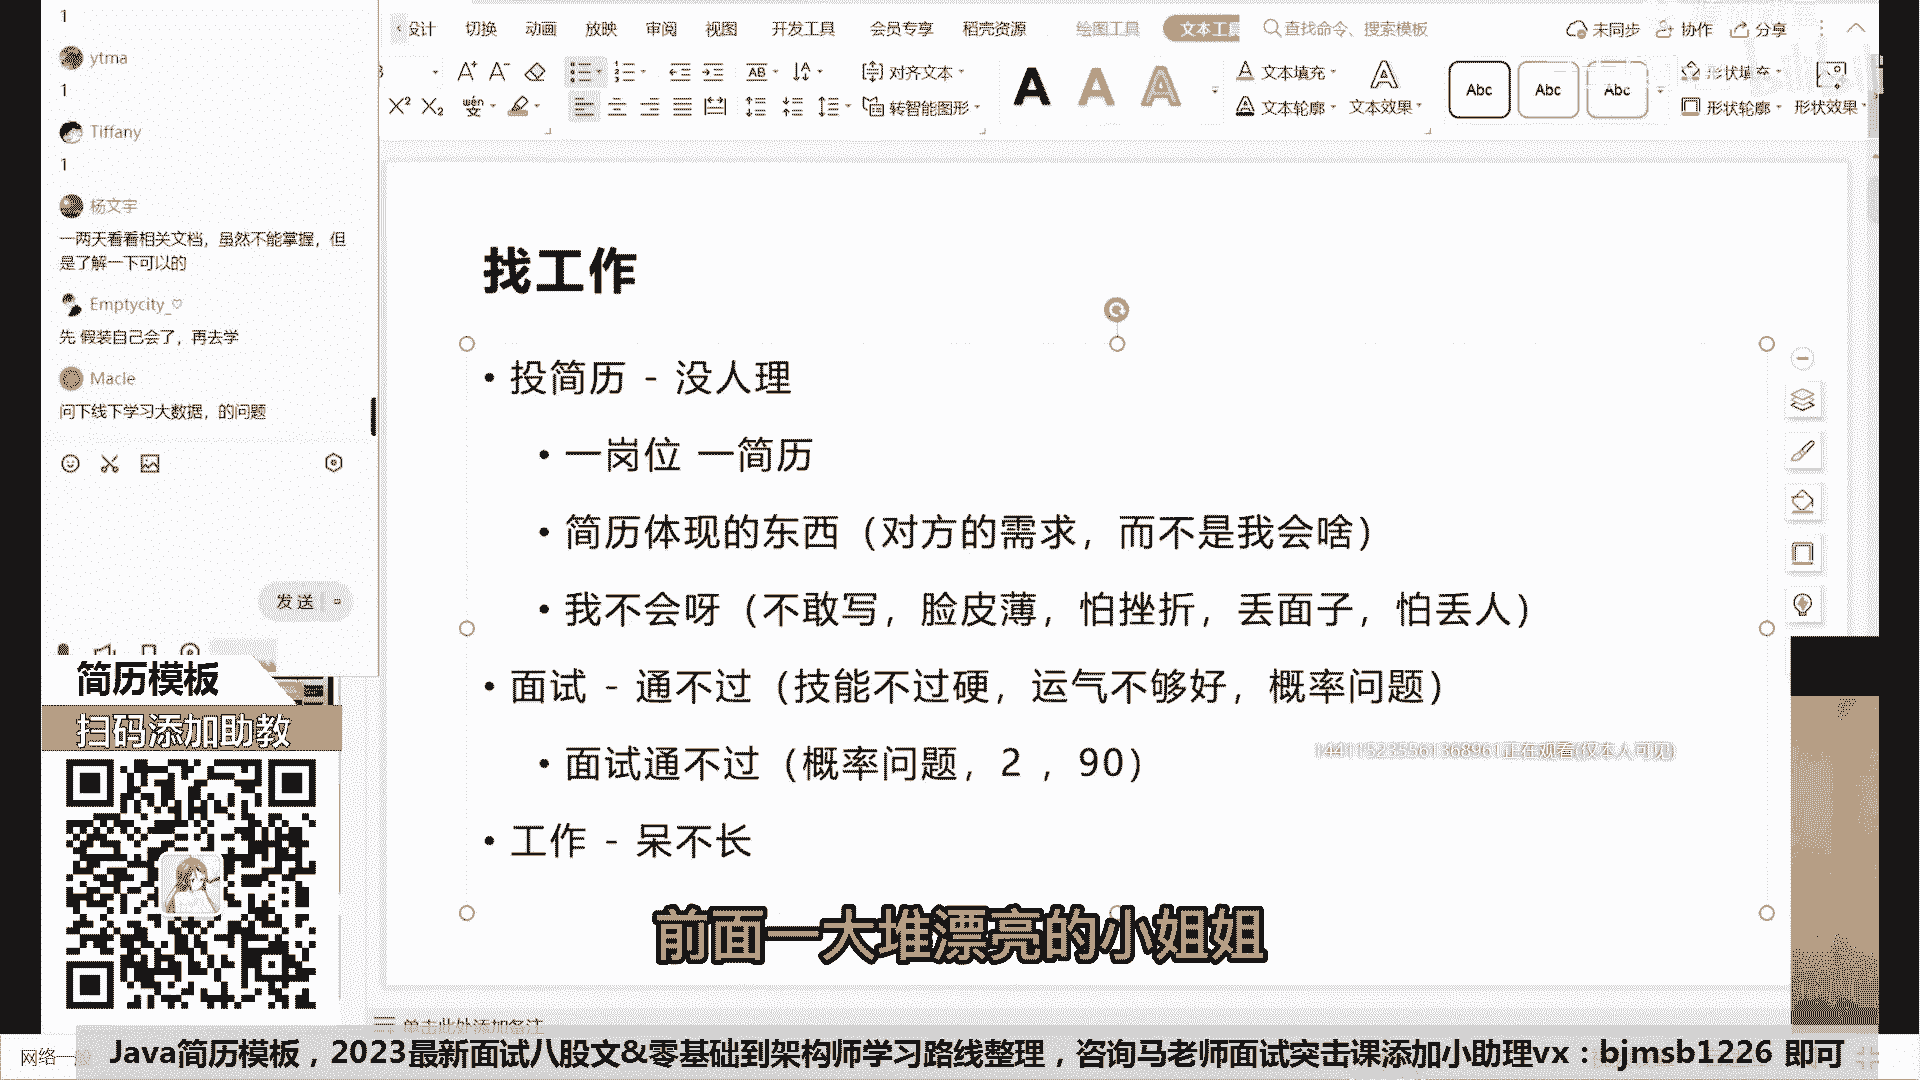 1
ytma
1
Tiffany
1
杨文宇
一两天看看相关文档，虽然不能掌握，但
是了解一下可以的
Emptycity_♡
先 假装自己会了，再去学
Macle
问下线下学习大数据，的问题
发送
设计 切换 动画 放映 审阅 视图 开发工具 会员专享 稻壳资源 绘图工具 文本工具 查找命令、搜索模板 未同步 协作 分享
对齐文本 文本填充 形状填充
转智能图形 文本轮廓 文本效果 形状轮廓 形状效果
A A A
Abc Abc Abc
找工作
• 投简历 - 没人理
• 一岗位 一简历
• 简历体现的东西（对方的需求，而不是我会啥）
• 我不会呀（不敢写，脸皮薄，怕挫折，丢面子，怕丢人）
• 面试 - 通不过（技能不过硬，运气不够好，概率问题）
• 面试通不过（概率问题，2 ，90）
144115235561368961正在观看(仅本人可见)
• 工作 - 呆不长
前面一大堆漂亮的小姐姐
单击此处添加备注
简历模板
扫码添加助教
网络一
Java简历模板，2023最新面试八股文&零基础到架构师学习路线整理，咨询马老师面试突击课添加小助理vx：bjmsb1226 即可